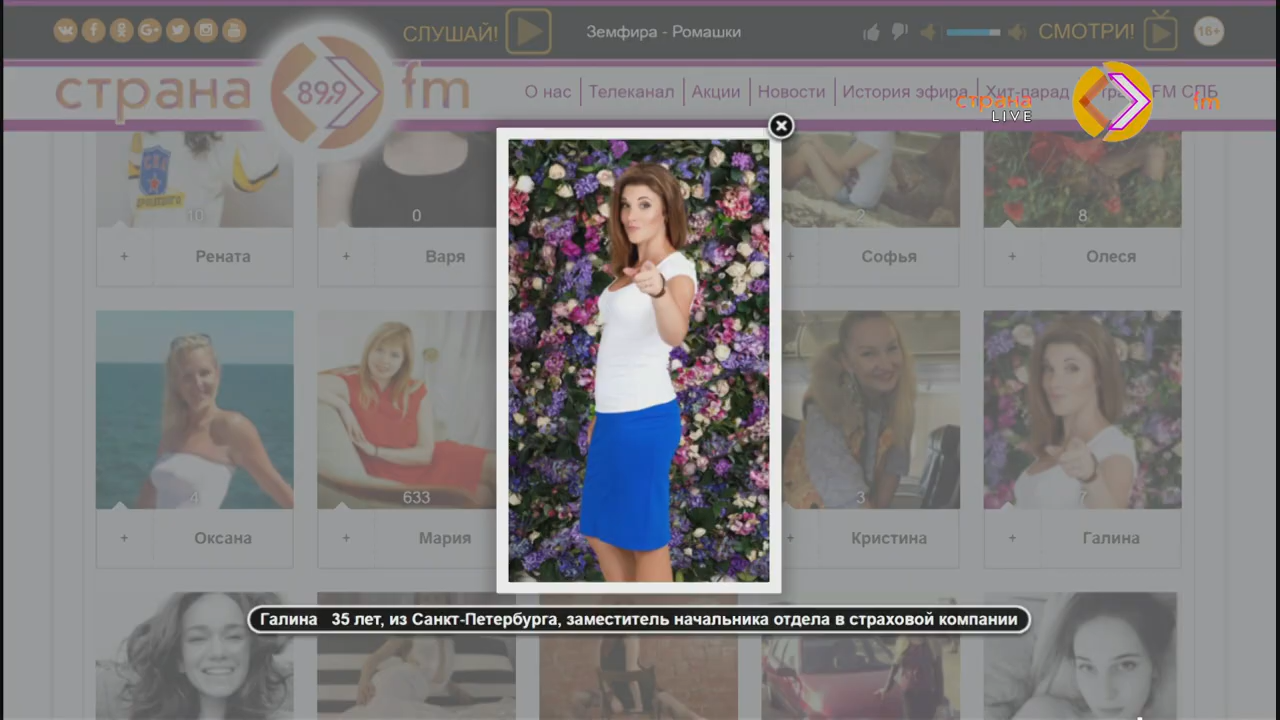 СЛУШАЙ!
Земфира - Ромашки
СМОТРИ!
16+
страна
89,9
fm
О нас
Телеканал
Акции
Новости
История эфира
Хит-парад
FM СПБ
страна
LIVE
fm
10
0
2
8
+ Рената
+ Варя
+ Софья
+ Олеся
4
633
3
7
+ Оксана
+ Мария
+ Кристина
+ Галина
Галина 35 лет, из Санкт-Петербурга, заместитель начальника отдела в страховой компании